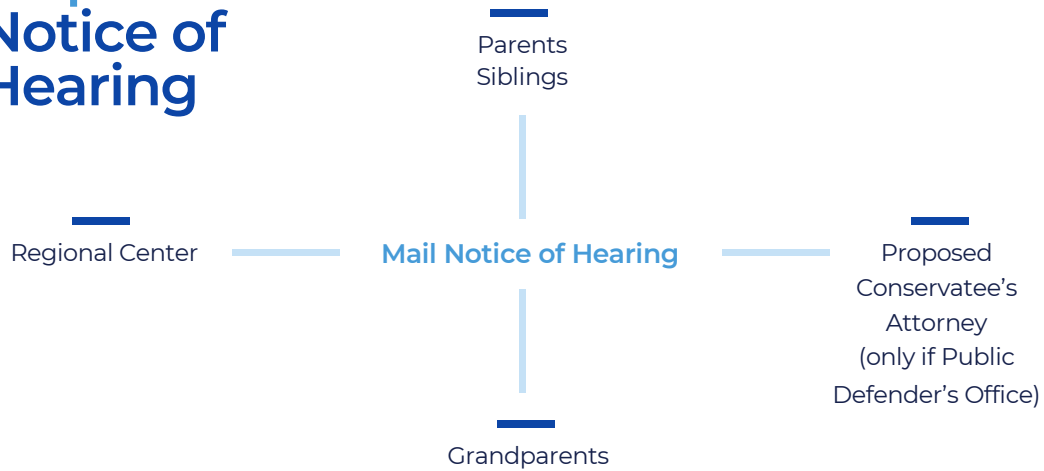 Notice of
Hearing
Parents
Siblings
Regional Center
Mail Notice of Hearing
Proposed
Conservatee’s
Attorney
(only if Public
Defender’s Office)
Grandparents